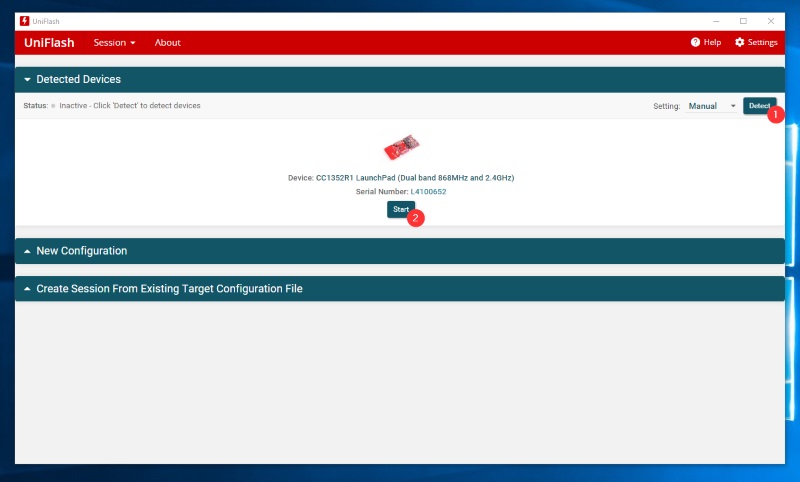 UniFlash
UniFlash Session About Help Settings
Detected Devices
Status: Inactive - Click 'Detect' to detect devices Setting: Manual Detect
1
Device: CC1352R1 LaunchPad (Dual band 868MHz and 2.4GHz)
Serial Number: L4100652
Start
2
New Configuration
Create Session From Existing Target Configuration File